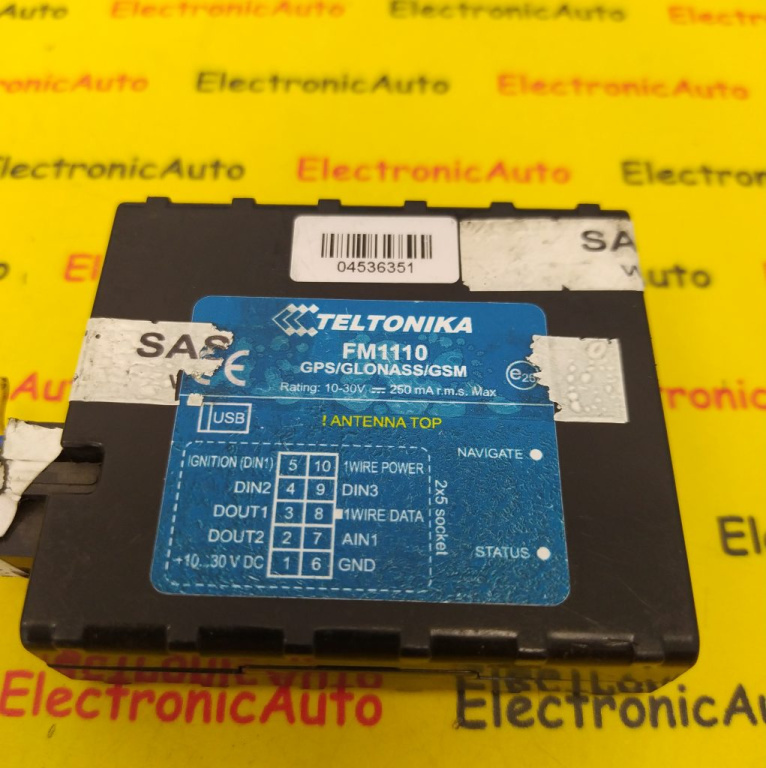 ElectronicAuto
ElectronicAuto
ElectronicAuto
ElectronicAuto
ElectronicAuto
ElectronicAuto
04536351
SA
TELTONIKA
SAS
FM1110
GPS/GLONASS/GSM
CE
Rating: 10-30V 250 mA r.m.s. Max
USB
! ANTENNA TOP
NAVIGATE
IGNITION (DIN1) 5 10 1WIRE POWER
DIN2 4 9 DIN3
DOUT1 3 8 1WIRE DATA
DOUT2 2 7 AIN1
+10...30 V DC 1 6 GND
2x5 socket
STATUS
ElectronicAuto
ElectronicAuto